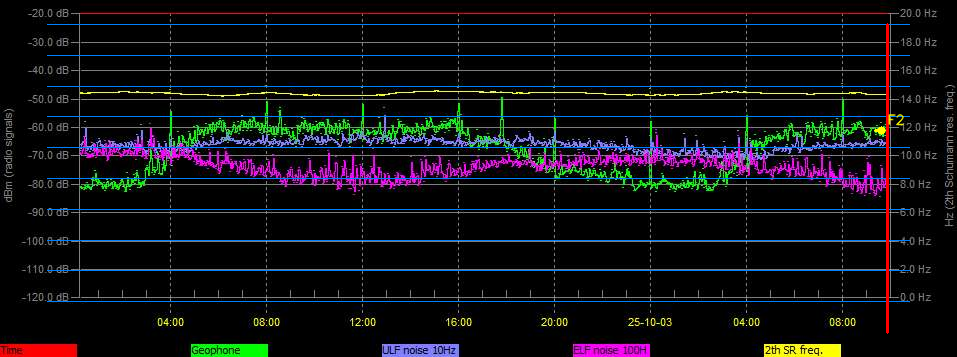 -20.0 dB 20.0 Hz
-30.0 dB 18.0 Hz
-40.0 dB 16.0 Hz
-50.0 dB 14.0 Hz
-60.0 dB 12.0 Hz
F2
-70.0 dB 10.0 Hz
-80.0 dB 8.0 Hz
-90.0 dB 6.0 Hz
-100.0 dB 4.0 Hz
-110.0 dB 2.0 Hz
-120.0 dB 0.0 Hz
dBm (radio signals)
Hz (2th Schumann res. freq.)
04:00 08:00 12:00 16:00 20:00 25-10-03 04:00 08:00
Time Geophone ULF noise 10Hz ELF noise 100H 2th SR freq.